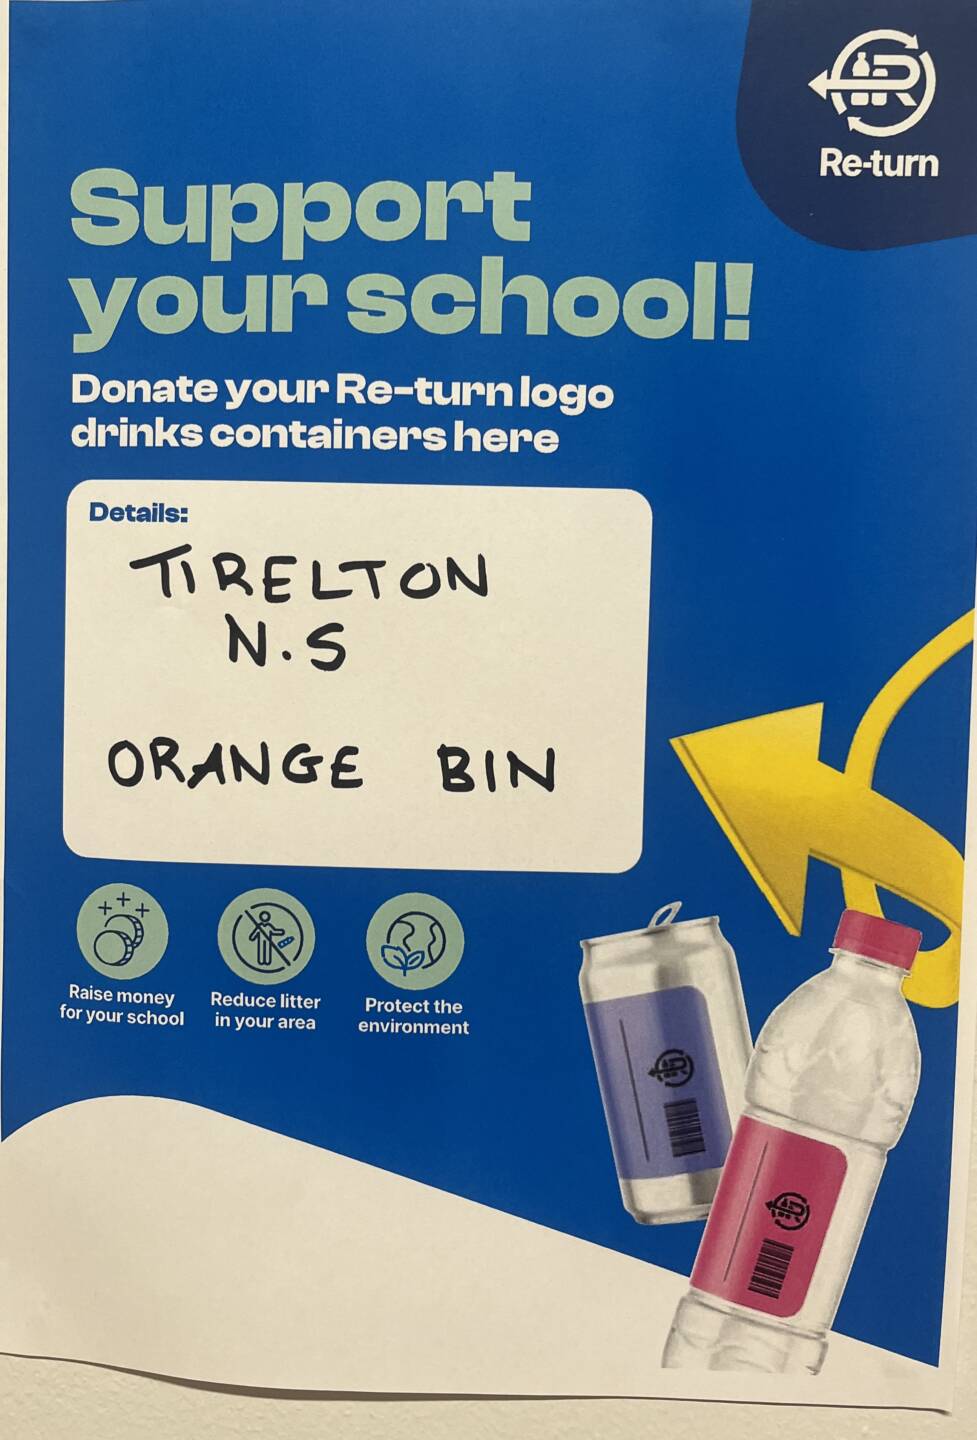 Re-turn
Support
your school!
Donate your Re-turn logo
drinks containers here
Details:
TIRELTON
N.S
ORANGE BIN
Raise money
for your school
Reduce litter
in your area
Protect the
environment